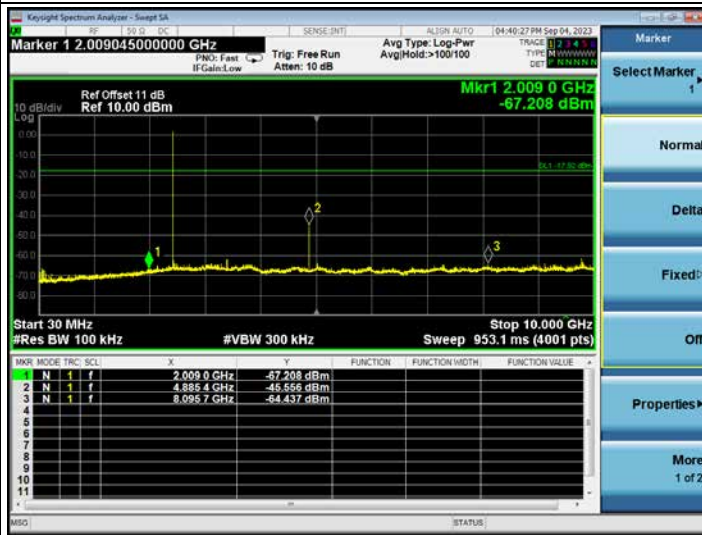 Keysight Spectrum Analyzer - Swept SA
RF 50 Ω DC SENSE:INT ALIGN AUTO 04:40:27 PM Sep 04, 2023
Marker 1 2.009045000000 GHz
PNO: Fast
IFGain:Low
Trig: Free Run
Atten: 10 dB
Avg Type: Log-Pwr
Avg|Hold:>100/100
TRACE 1 2 3 4 5 6
TYPE M
DET P N N N N N
Mkr1 2.009 0 GHz
-67.208 dBm
Ref Offset 11 dB
10 dB/div Ref 10.00 dBm
Log
0.00
-10.0
DL1 -17.50 dBm
-20.0
-30.0
-40.0
-50.0
-60.0
-70.0
-80.0
1
2
3
Start 30 MHz Stop 10.000 GHz
#Res BW 100 kHz #VBW 300 kHz Sweep 953.1 ms (4001 pts)
MKR MODE TRC SCL X Y FUNCTION FUNCTION WIDTH FUNCTION VALUE
1 N 1 f 2.009 0 GHz -67.208 dBm
2 N 1 f 4.885 4 GHz -45.556 dBm
3 N 1 f 8.095 7 GHz -64.437 dBm
4
5
6
7
8
9
10
11
MSG STATUS
Marker
Select Marker
1
Normal
Delta
Fixed
Off
Properties
More
1 of 2